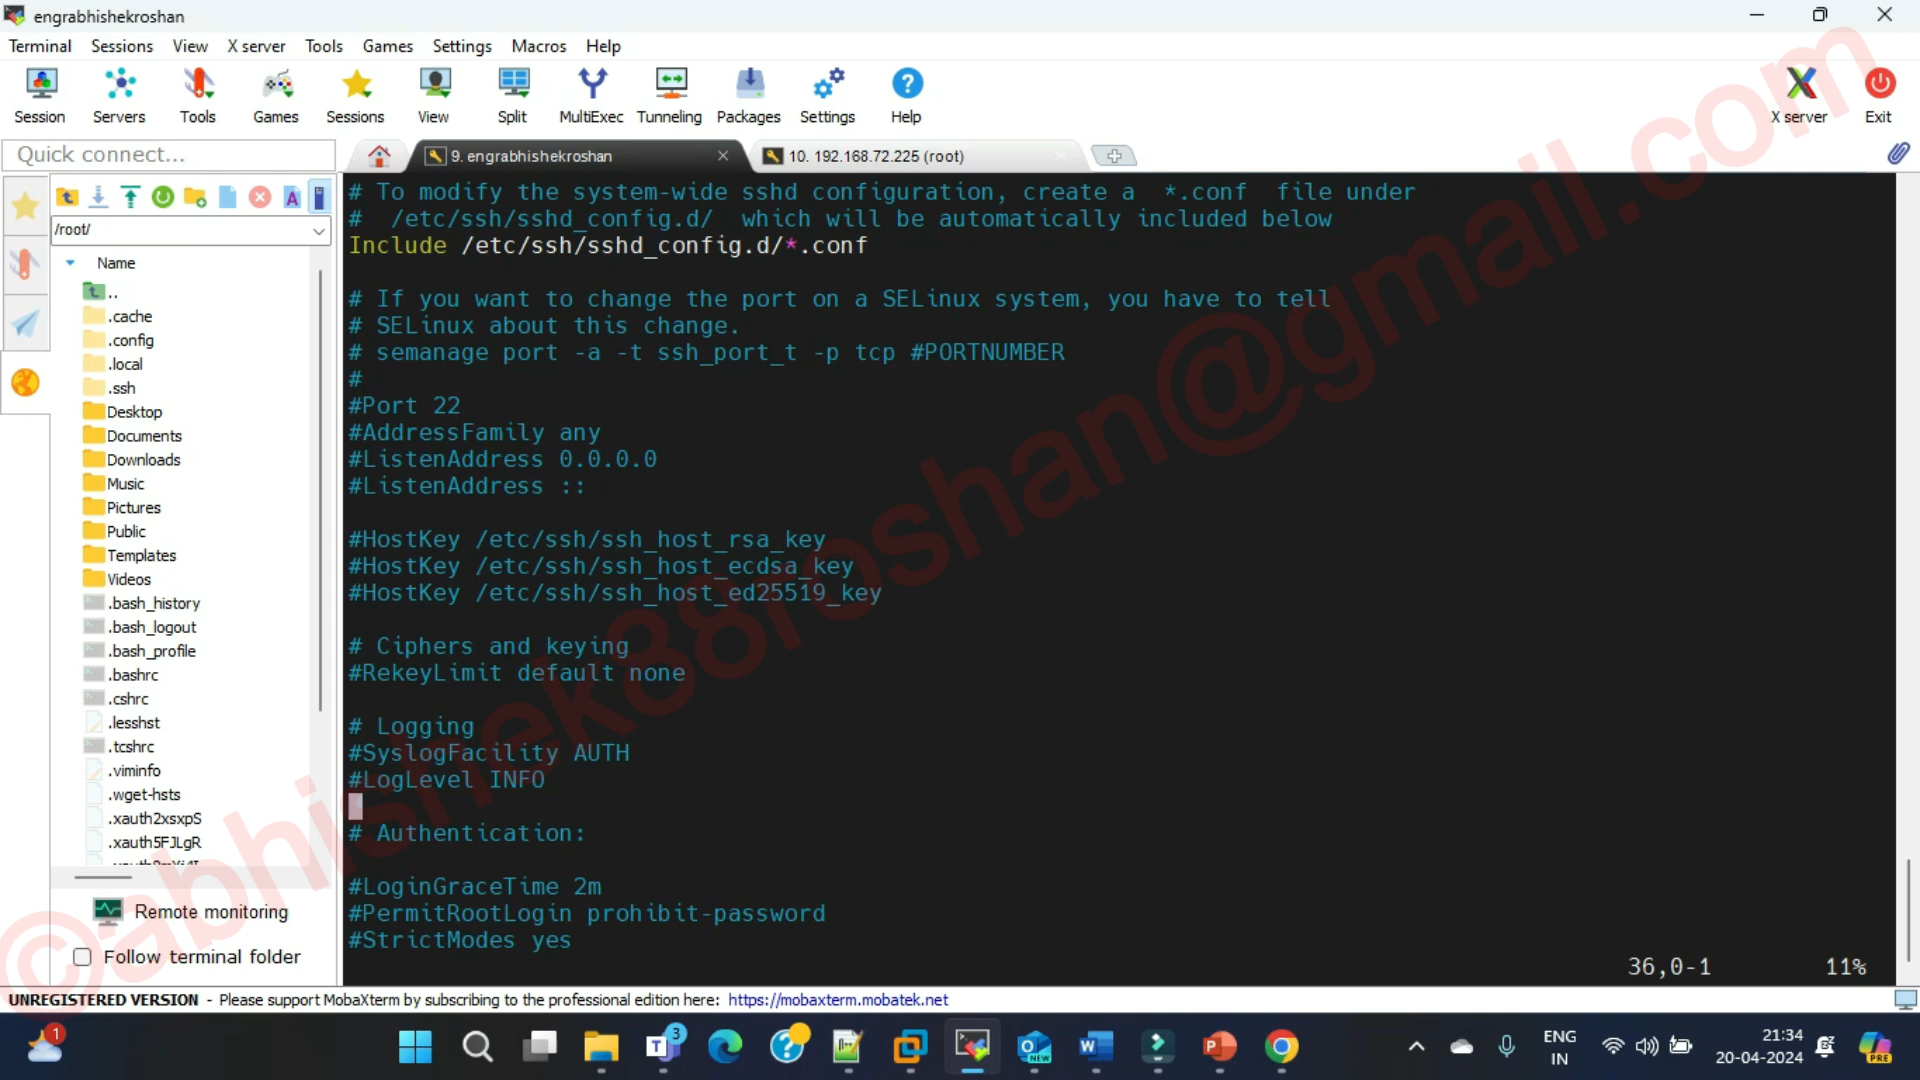 engrabhishekroshan
Terminal Sessions View X server Tools Games Settings Macros Help
Session Servers Tools Games Sessions View Split MultiExec Tunneling Packages Settings Help X server Exit
Quick connect...
9. engrabhishekroshan
10. 192.168.72.225 (root)
/root/
Name
..
.cache
.config
.local
.ssh
Desktop
Documents
Downloads
Music
Pictures
Public
Templates
Videos
.bash_history
.bash_logout
.bash_profile
.bashrc
.cshrc
.lesshst
.tcshrc
.viminfo
.wget-hsts
.xauth2xsxpS
.xauth5FJLgR
Remote monitoring
Follow terminal folder
# To modify the system-wide sshd configuration, create a  *.conf  file under
#  /etc/ssh/sshd_config.d/  which will be automatically included below
Include /etc/ssh/sshd_config.d/*.conf
# If you want to change the port on a SELinux system, you have to tell
# SELinux about this change.
# semanage port -a -t ssh_port_t -p tcp #PORTNUMBER
#
#Port 22
#AddressFamily any
#ListenAddress 0.0.0.0
#ListenAddress ::
#HostKey /etc/ssh/ssh_host_rsa_key
#HostKey /etc/ssh/ssh_host_ecdsa_key
#HostKey /etc/ssh/ssh_host_ed25519_key
# Ciphers and keying
#RekeyLimit default none
# Logging
#SyslogFacility AUTH
#LogLevel INFO
# Authentication:
#LoginGraceTime 2m
#PermitRootLogin prohibit-password
#StrictModes yes
36,0-1 11%
©abhishek88roshan@gmail.com
UNREGISTERED VERSION - Please support MobaXterm by subscribing to the professional edition here: https://mobaxterm.mobatek.net
1
3
ENG
IN
21:34
20-04-2024